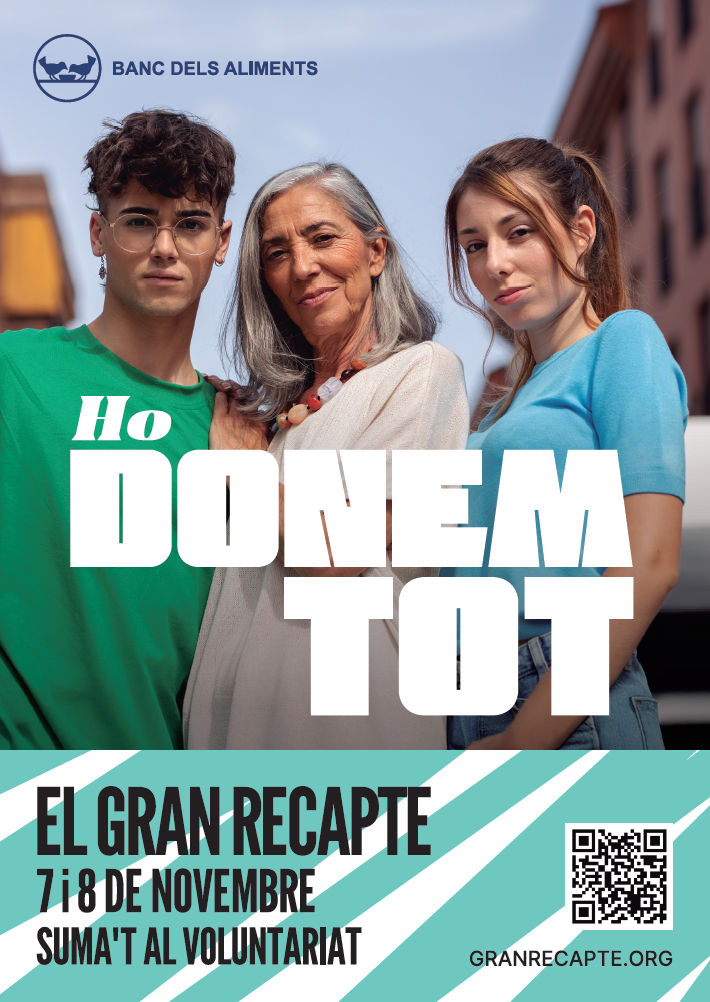 BANC DELS ALIMENTS
Ho
DONEM
TOT
EL GRAN RECAPTE
7 i 8 DE NOVEMBRE
SUMA'T AL VOLUNTARIAT
GRANRECAPTE.ORG